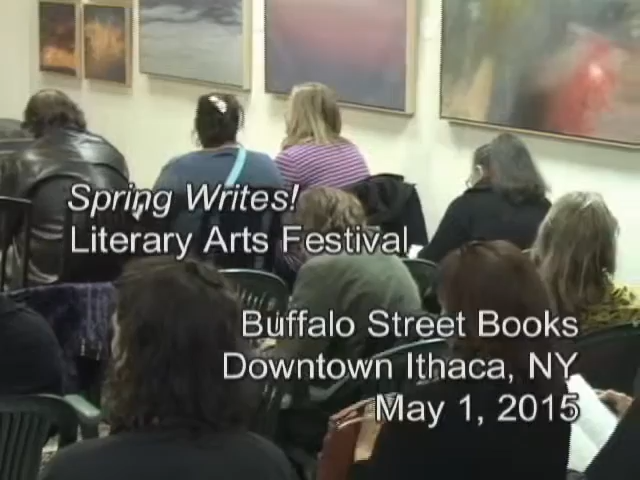 Spring Writes!
Literary Arts Festival
Buffalo Street Books
Downtown Ithaca, NY
May 1, 2015